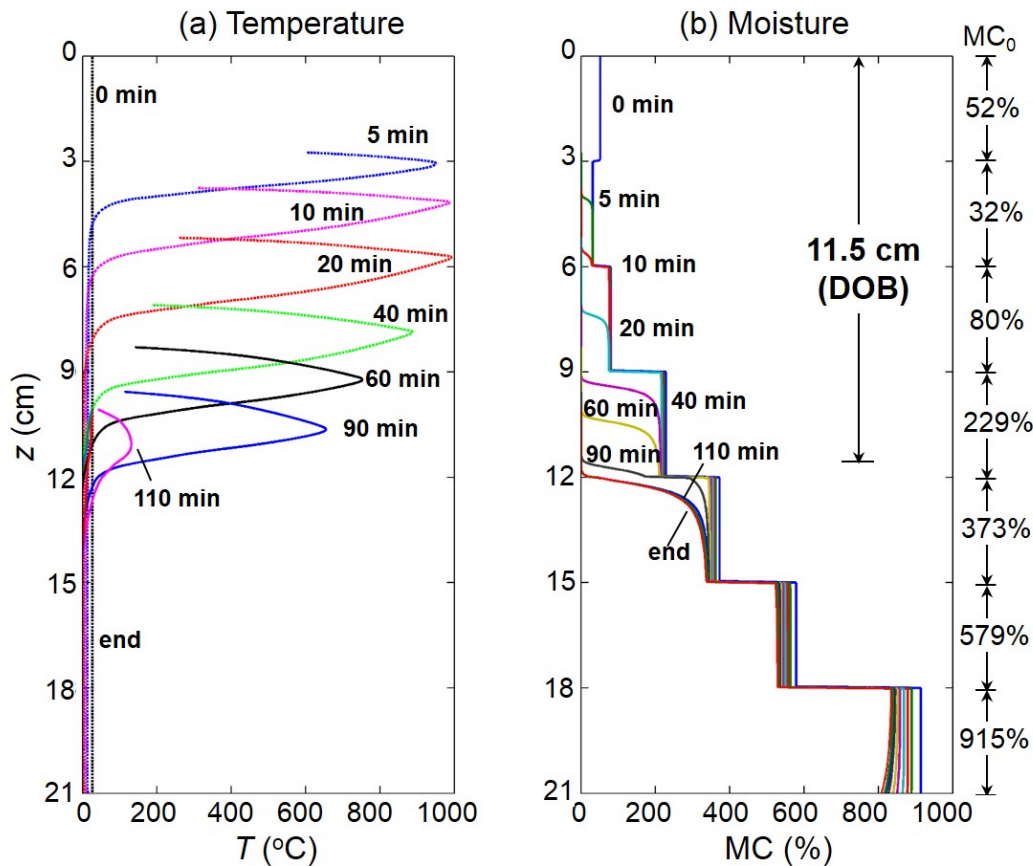 (a) Temperature
(b) Moisture
MC₀
0 200 400 600 800 1000
0 200 400 600 800 1000
0
3
6
9
12
15
18
21
z (cm)
T (°C)
0 min
5 min
10 min
20 min
40 min
60 min
90 min
110 min
end
0
3
6
9
12
15
18
21
MC (%)
0 min
5 min
10 min
20 min
40 min
60 min
90 min
110 min
end
11.5 cm
(DOB)
52%
32%
80%
229%
373%
579%
915%